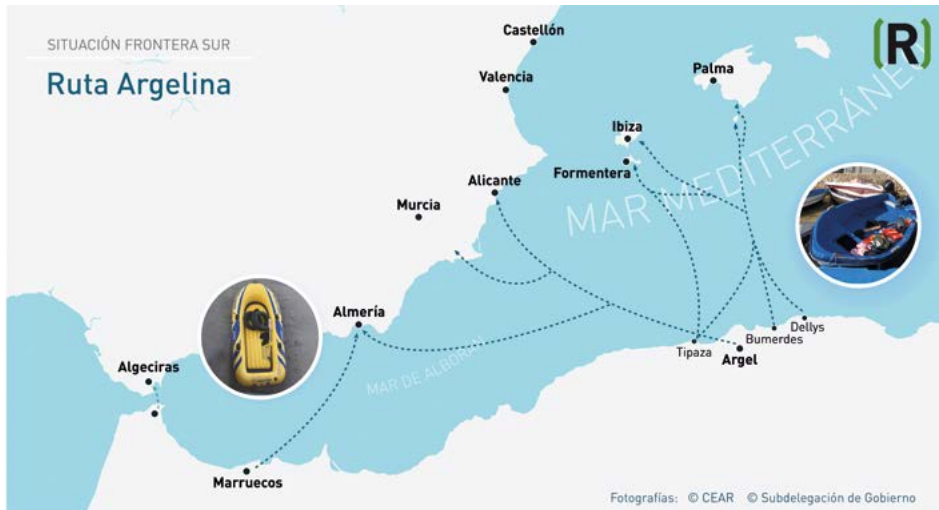 SITUACIÓN FRONTERA SUR
Ruta Argelina
(R)
Castellón
Valencia
Palma
Ibiza
Formentera
Alicante
Murcia
MAR MEDITERRÁNEO
Almería
Dellys
Bumerdes
Tipaza
Argel
MAR DE ALBORÁN
Algeciras
Marruecos
Fotografías: © CEAR © Subdelegación de Gobierno